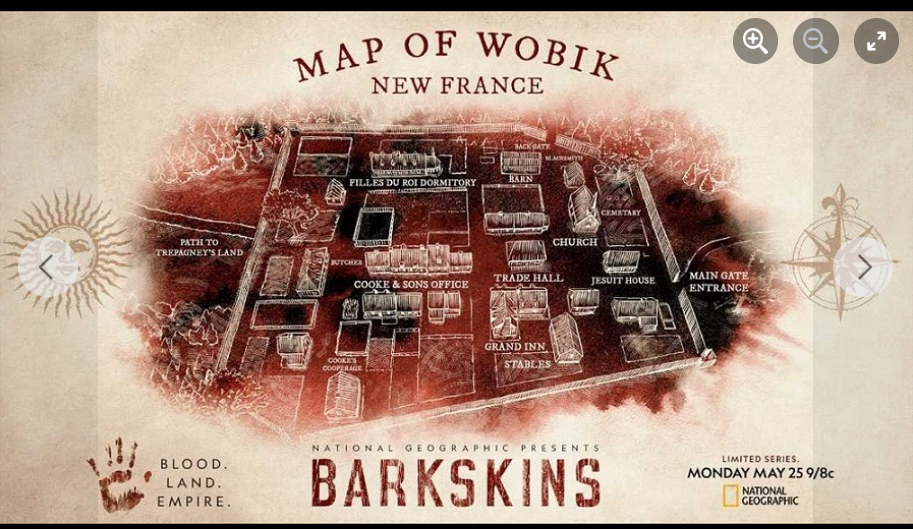 MAP OF WOBIK
NEW FRANCE
BACK GATE
BLACKSMITH
BARN
FILLES DU ROI DORMITORY
CEMETARY
CHURCH
PATH TO
TREPAGNEY'S LAND
BUTCHER
TRADE HALL
JESUIT HOUSE
MAIN GATE
ENTRANCE
COOKE & SONS OFFICE
GRAND INN
COOKE'S
COOPERAGE
STABLES
BLOOD.
LAND.
EMPIRE.
NATIONAL GEOGRAPHIC PRESENTS
BARKSKINS
LIMITED SERIES.
MONDAY MAY 25 9/8c
NATIONAL
GEOGRAPHIC